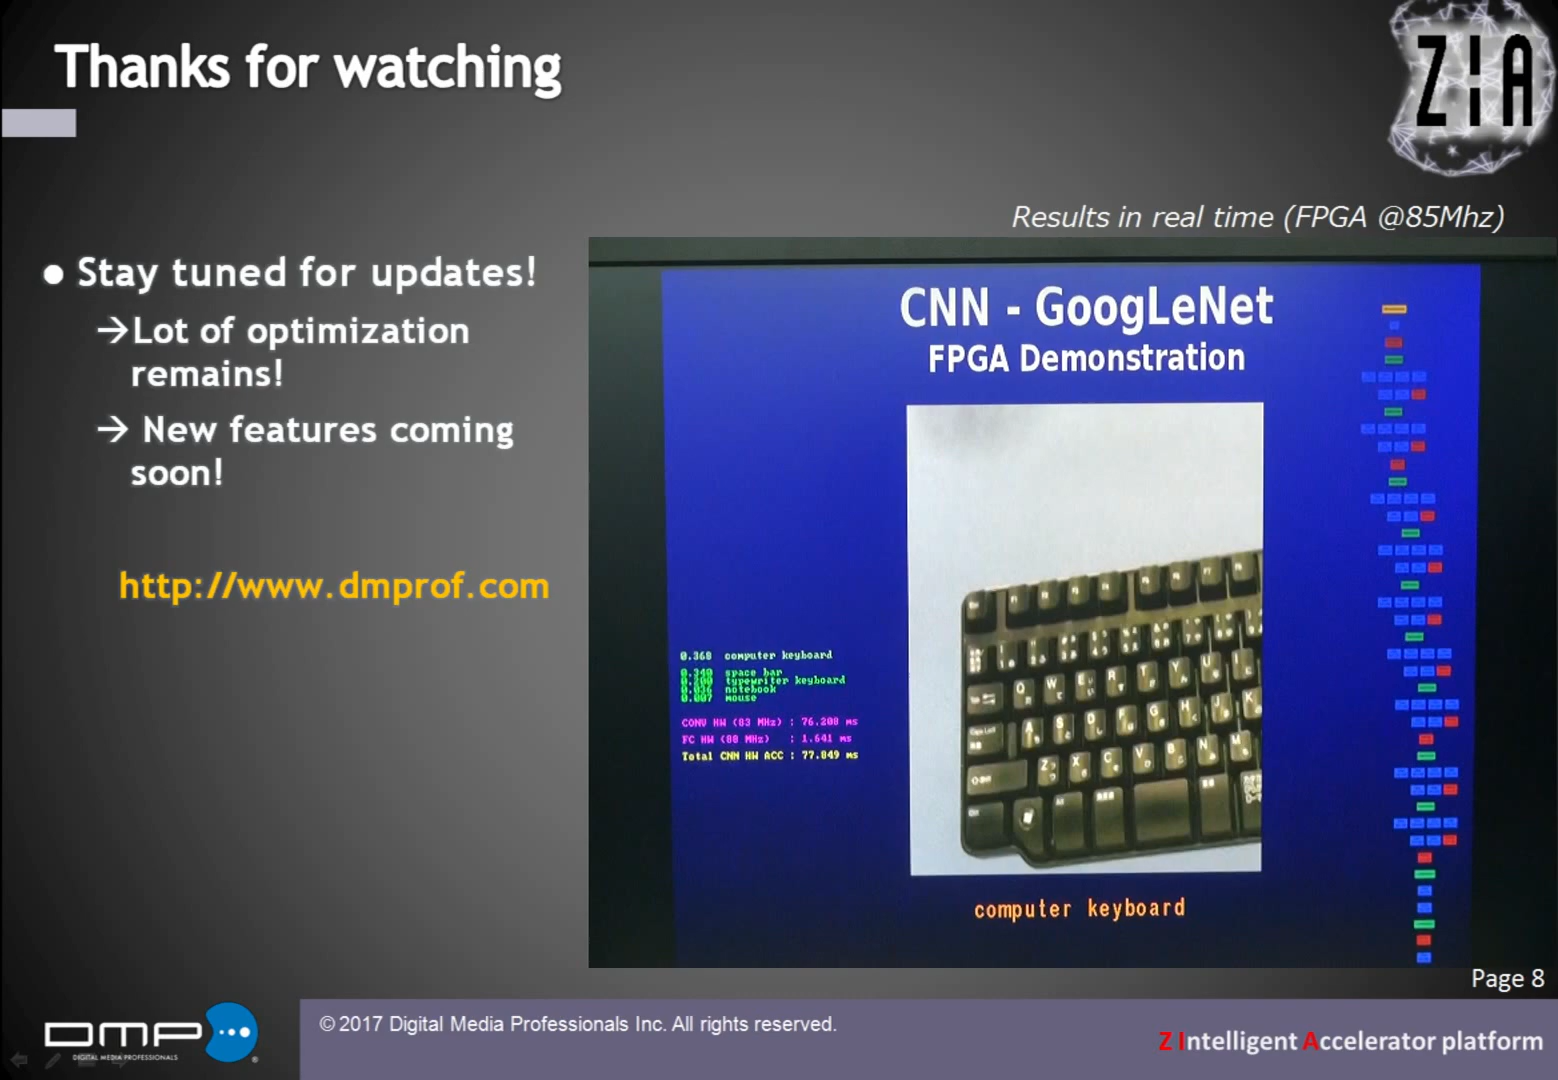 Thanks for watching
ZIA
Results in real time (FPGA @85Mhz)
● Stay tuned for updates!
→Lot of optimization
remains!
→ New features coming
soon!
http://www.dmprof.com
CNN - GoogLeNet
FPGA Demonstration
0.368 computer keyboard
space bar
typewriter keyboard
notebook
0.007 mouse
CONV HW (83 MHz) : 76.208 ms
FC HW (80 MHz) : 1.641 ms
Total CNN HW ACC : 77.849 ms
computer keyboard
Page 8
DMP
DIGITAL MEDIA PROFESSIONALS
© 2017 Digital Media Professionals Inc. All rights reserved.
Z Intelligent Accelerator platform